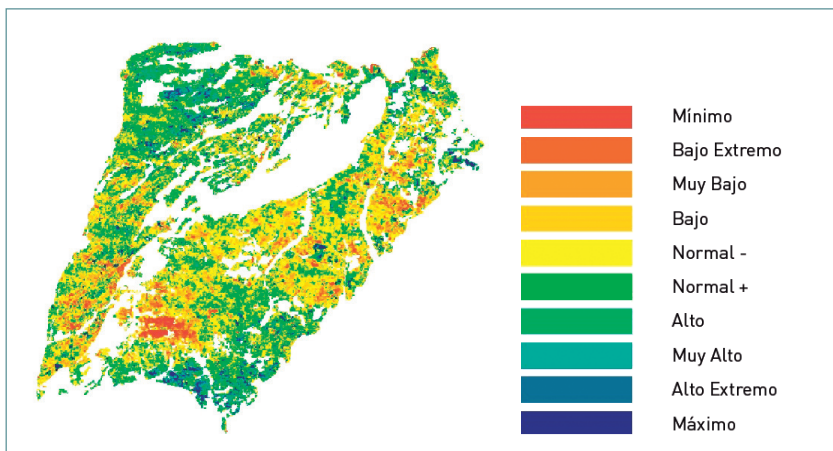 Mínimo
Bajo Extremo
Muy Bajo
Bajo
Normal -
Normal +
Alto
Muy Alto
Alto Extremo
Máximo